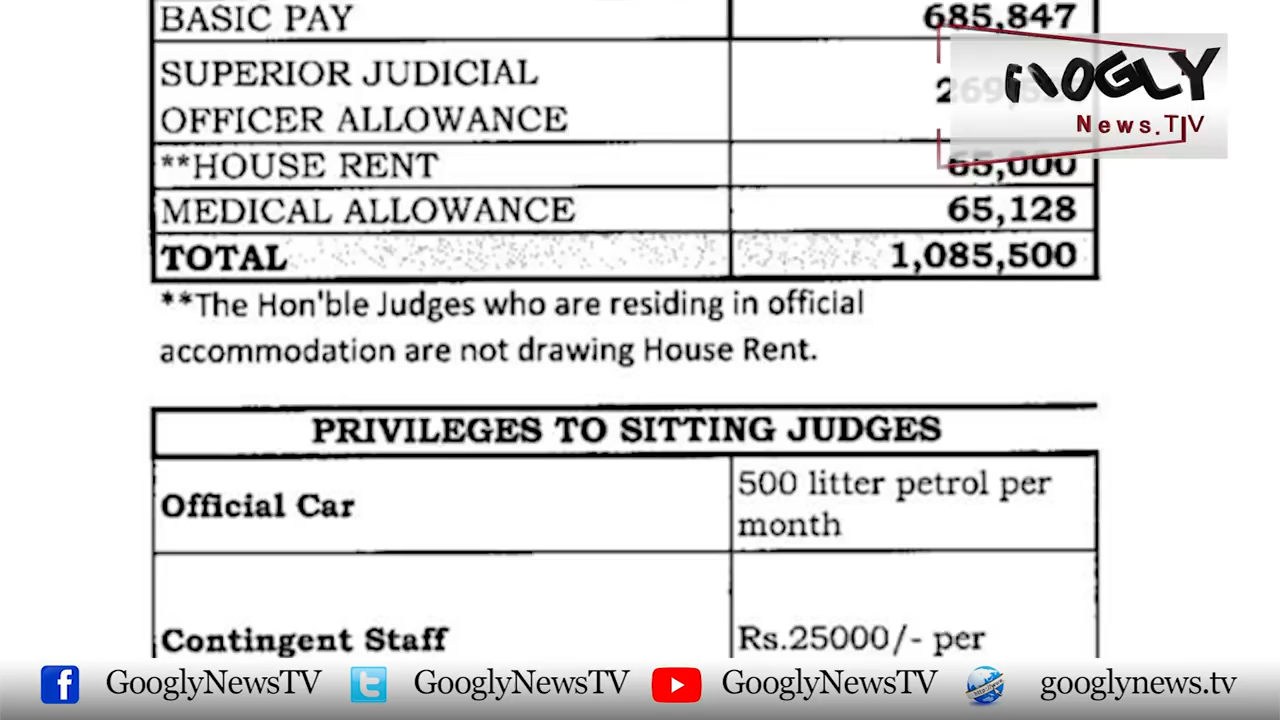 BASIC PAY 685,847
SUPERIOR JUDICIAL
OFFICER ALLOWANCE
**HOUSE RENT 65,000
MEDICAL ALLOWANCE 65,128
TOTAL 1,085,500
**The Hon'ble Judges who are residing in official
accommodation are not drawing House Rent.
PRIVILEGES TO SITTING JUDGES
Official Car 500 litter petrol per
month
Contingent Staff Rs.25000/- per
News.TV
GooglyNewsTV GooglyNewsTV GooglyNewsTV googlynews.tv